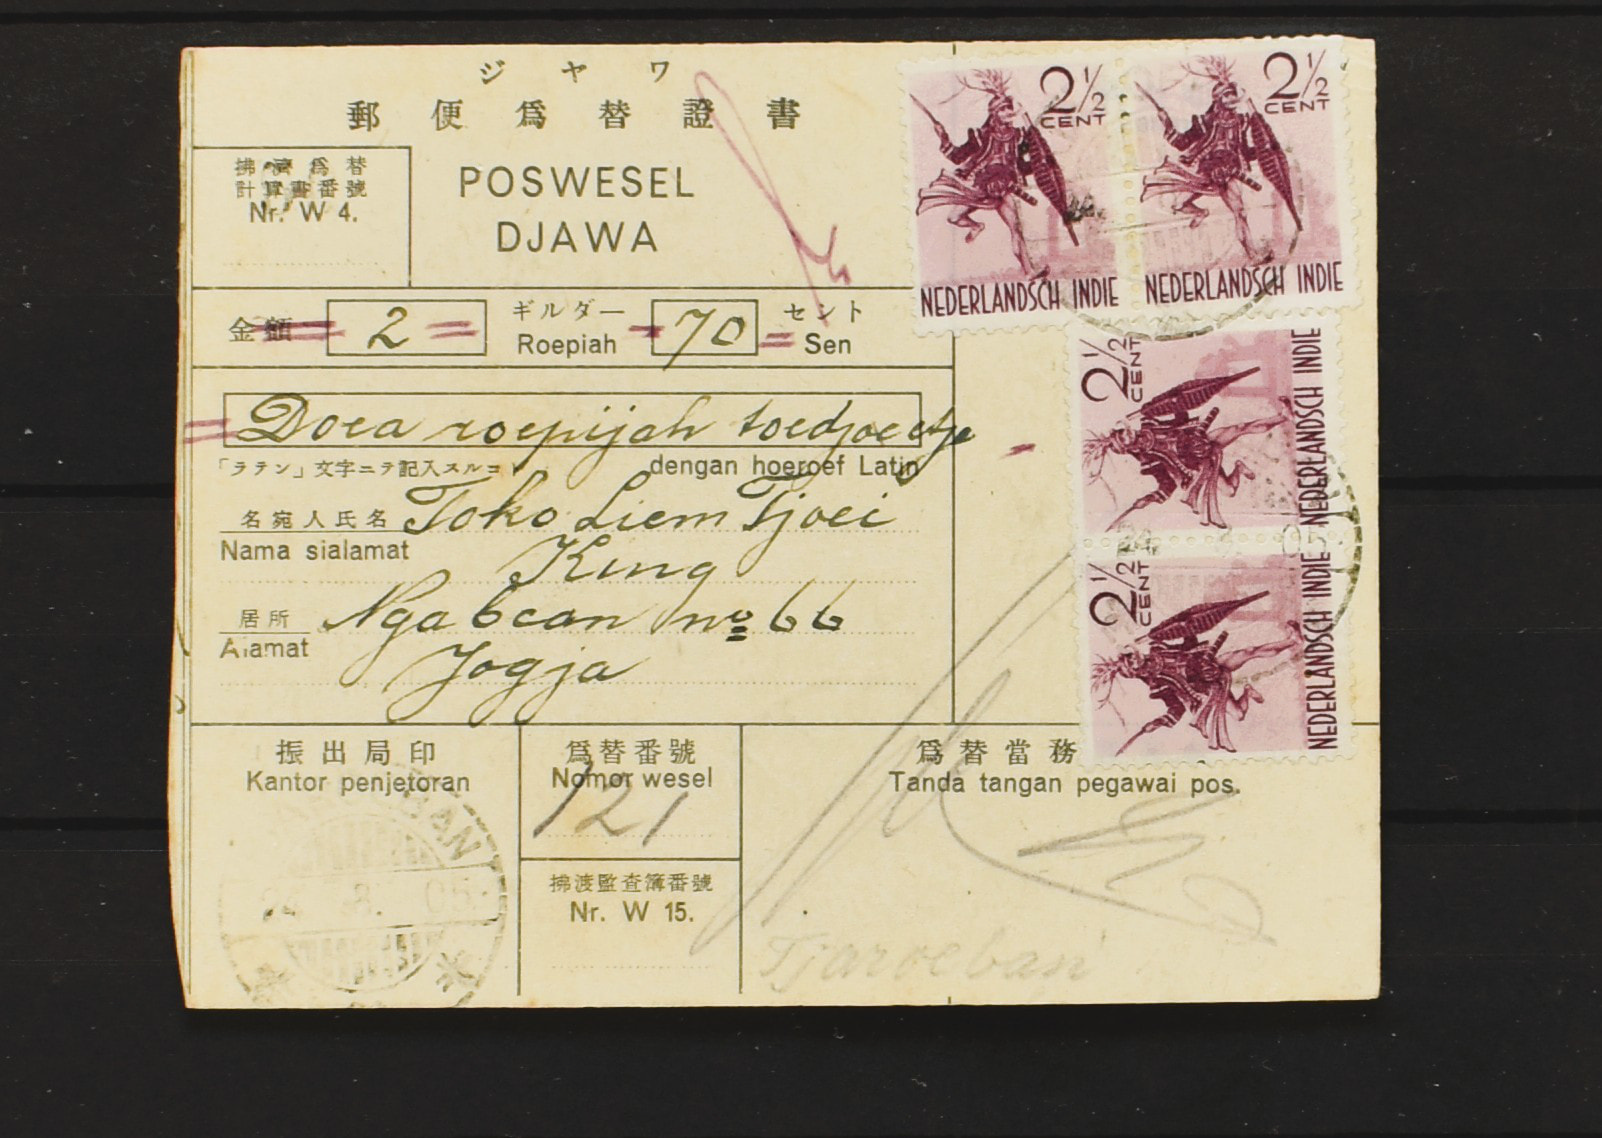 ジヤワ
郵便爲替證書
拂濟爲替
計算書番號
Nr. W 4.
POSWESEL
DJAWA
金額 2 = ギルダー 70 = セント
Roepiah Sen
Doea roepijah toedjoe
「ラテン」文字ニテ記入スルコト dengan hoeroef Latin
名宛人氏名 Toko Liem Tjoei
Nama sialamat King
居所 Ngabean no 66
Alamat Jogja
振出局印
Kantor penjetoran
爲替番號
Nomor wesel
121
拂渡監査簿番號
Nr. W 15.
爲替當務
Tanda tangan pegawai pos.
Tjaroeban
2½ CENT
NEDERLANDSCH INDIE
2½ CENT
NEDERLANDSCH INDIE
2½ CENT
NEDERLANDSCH INDIE
2½ CENT
NEDERLANDSCH INDIE